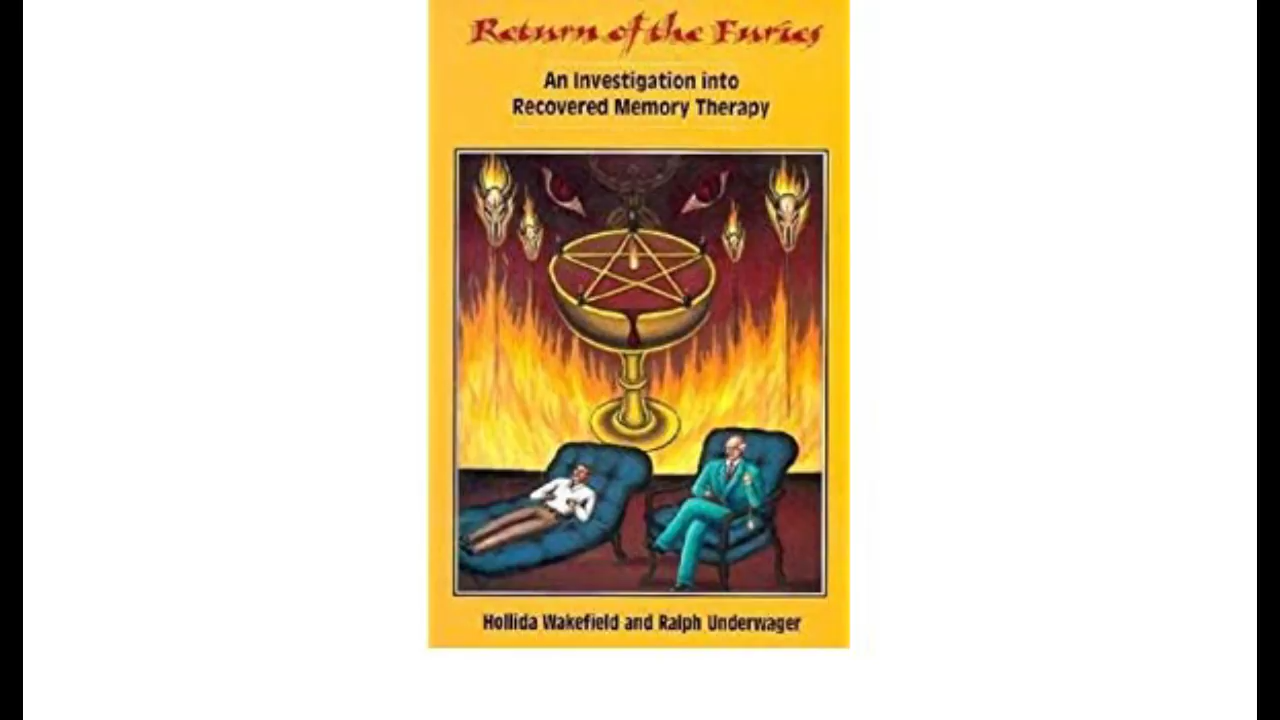 Return of the Furies
An Investigation into
Recovered Memory Therapy
Hollida Wakefield and Ralph Underwager